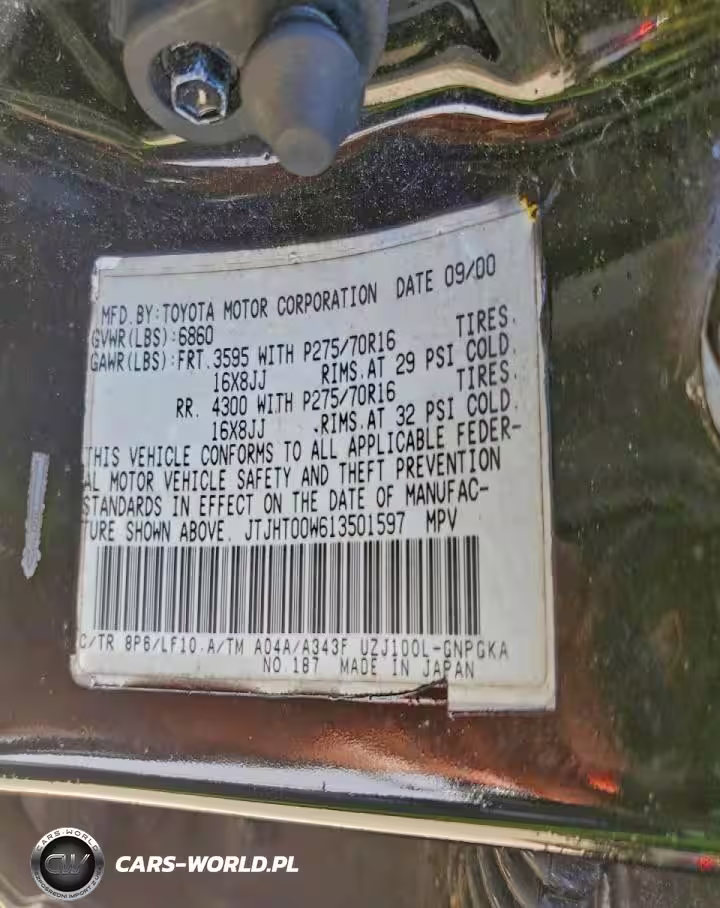 MFD.BY:TOYOTA MOTOR CORPORATION DATE 09/00
GVWR(LBS):6860
GAWR(LBS):FRT.3595 WITH P275/70R16 TIRES.
16X8JJ RIMS.AT 29 PSI COLD.
RR. 4300 WITH P275/70R16 TIRES.
16X8JJ .RIMS.AT 32 PSI COLD.
THIS VEHICLE CONFORMS TO ALL APPLICABLE FEDER-
AL MOTOR VEHICLE SAFETY AND THEFT PREVENTION
STANDARDS IN EFFECT ON THE DATE OF MANUFAC-
TURE SHOWN ABOVE. JTJHT00W613501597 MPV
C/TR 8P6/LF10 A/TM A04A/A343F UZJ100L-GNPGKA
NO.187 MADE IN JAPAN
CARS-WORLD
CW
CARS-WORLD.PL